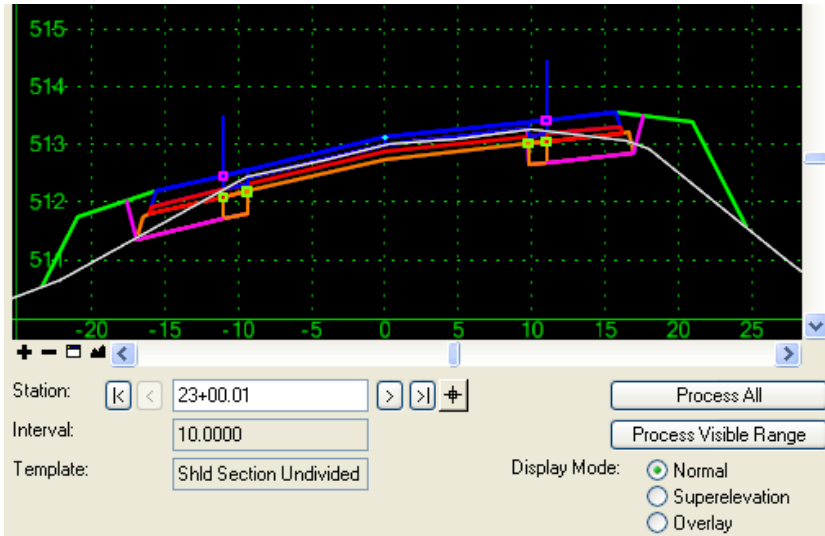 515
514
513
512
511
-20 -15 -10 -5 0 5 10 15 20 25
Station: 23+00.01 Process All
Interval: 10.0000 Process Visible Range
Template: Shld Section Undivided Display Mode: Normal
Superelevation
Overlay